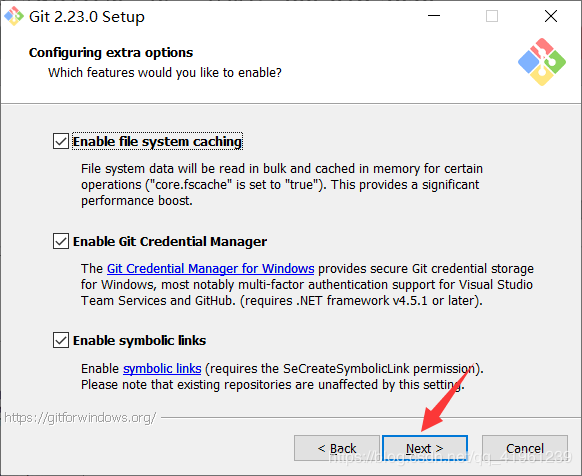 Git 2.23.0 Setup
Configuring extra options
Which features would you like to enable?
Enable file system caching
File system data will be read in bulk and cached in memory for certain
operations ("core.fscache" is set to "true"). This provides a significant
performance boost.
Enable Git Credential Manager
The Git Credential Manager for Windows provides secure Git credential storage
for Windows, most notably multi-factor authentication support for Visual Studio
Team Services and GitHub. (requires .NET framework v4.5.1 or later).
Enable symbolic links
Enable symbolic links (requires the SeCreateSymbolicLink permission).
Please note that existing repositories are unaffected by this setting.
https://gitforwindows.org/
< Back Next > Cancel